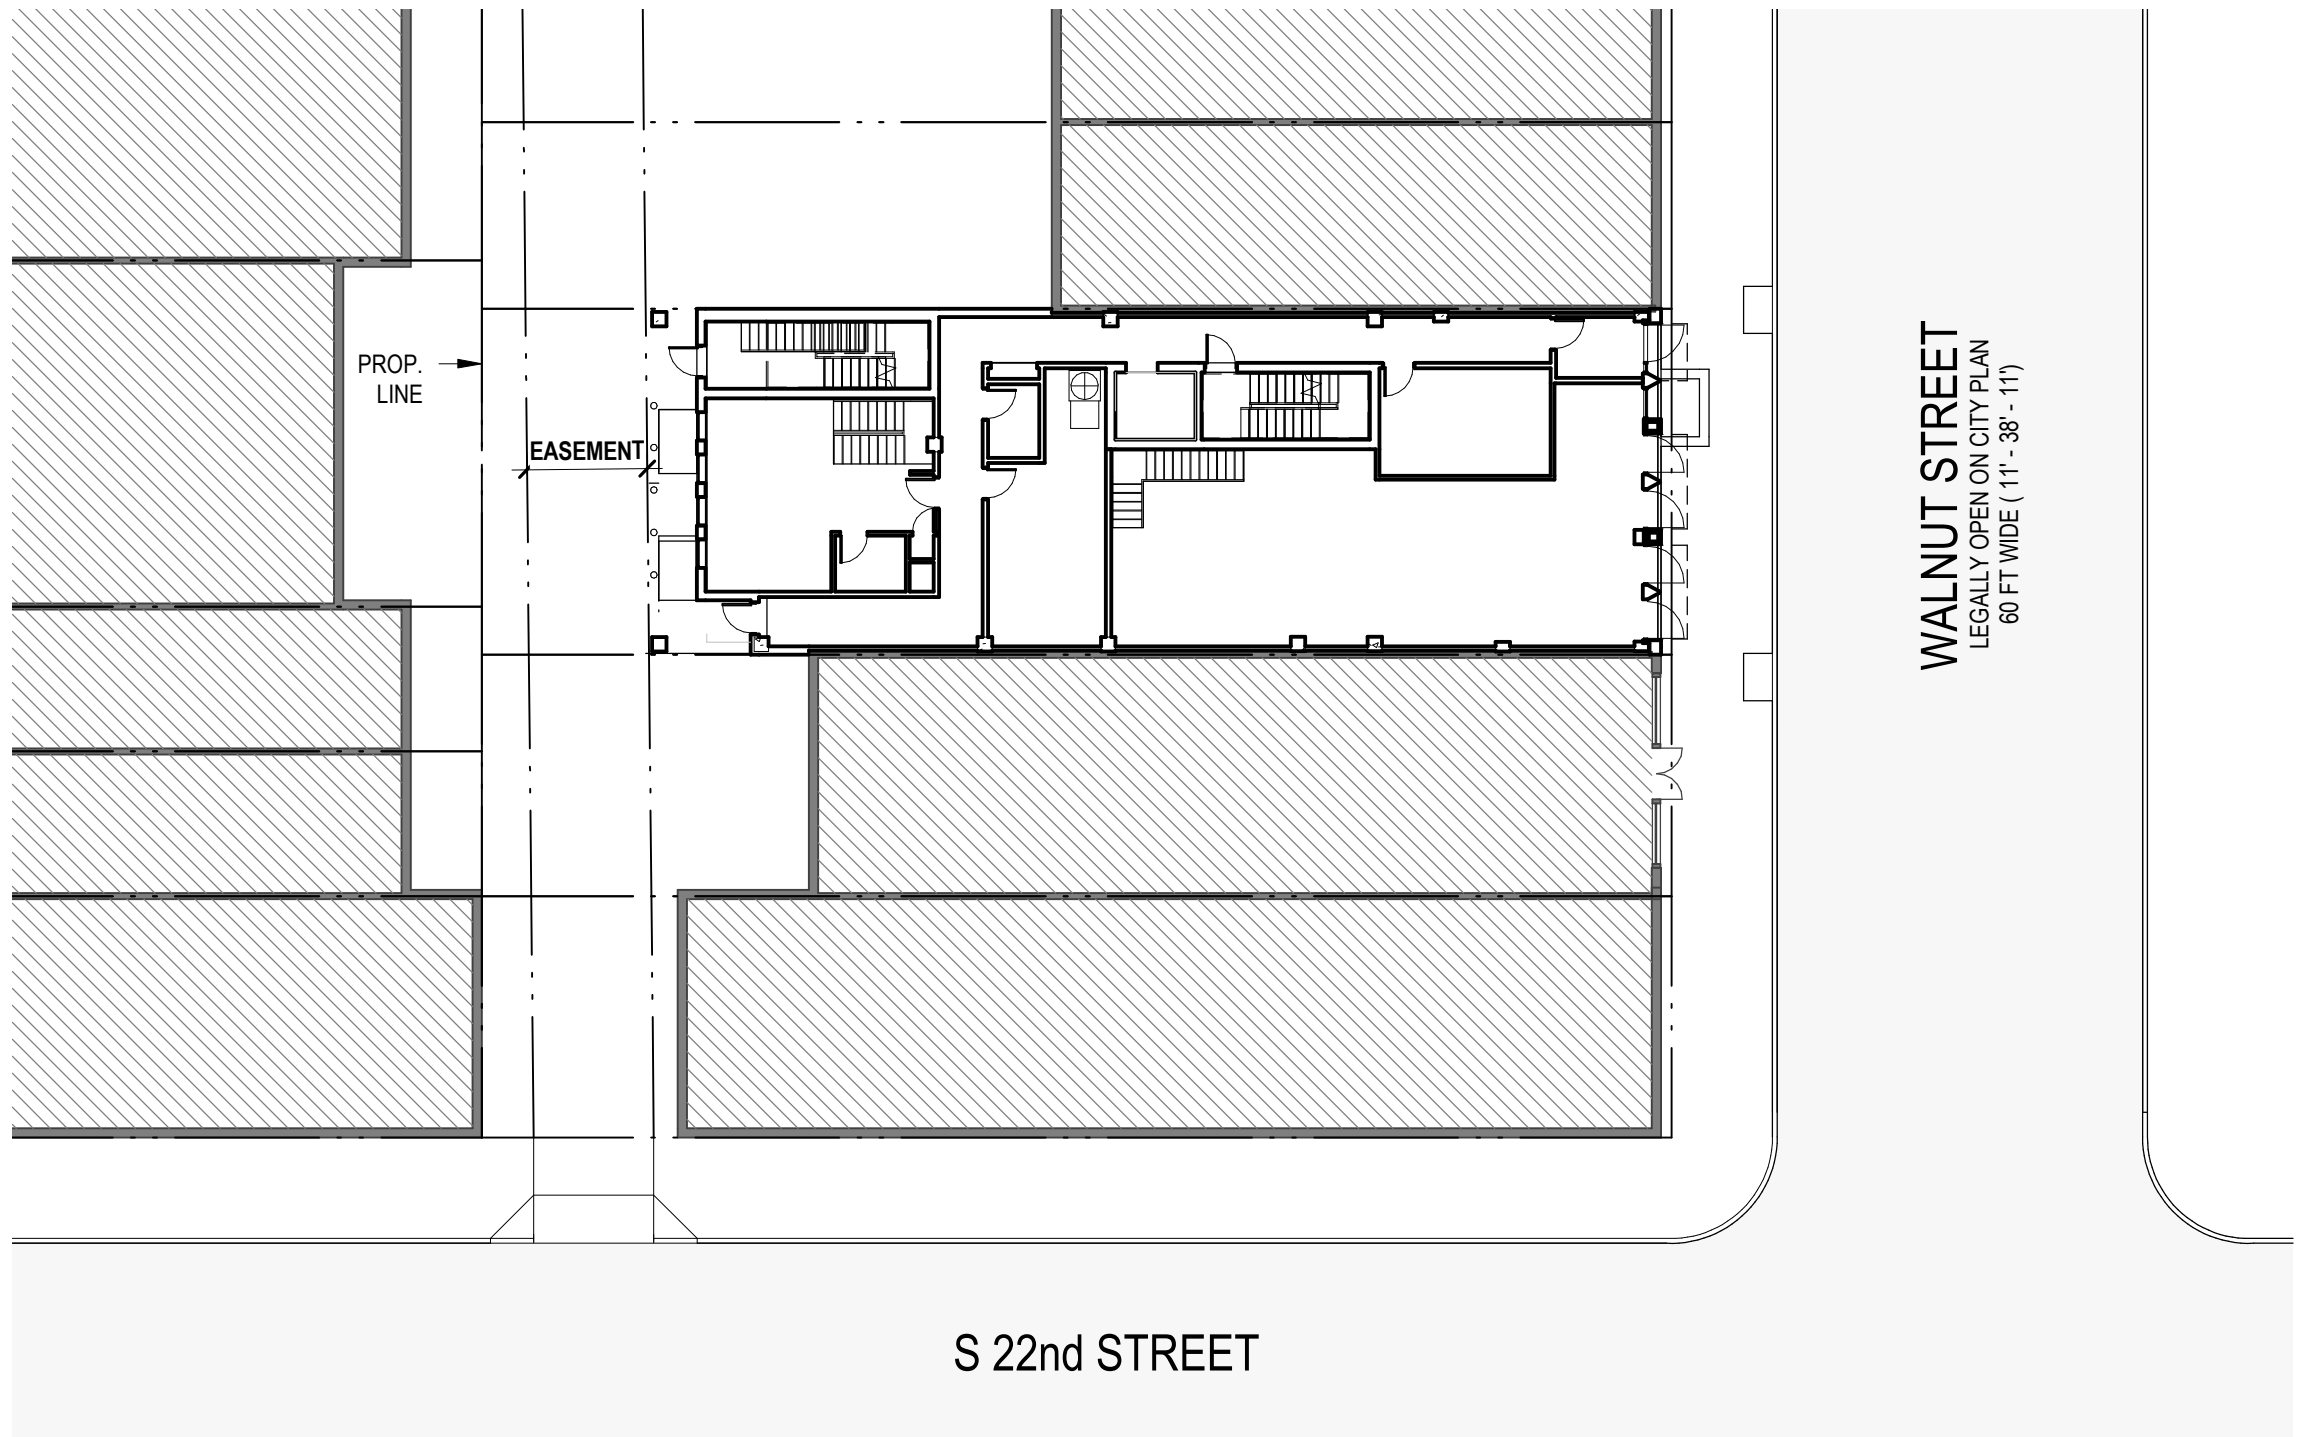 PROP.
LINE
EASEMENT
WALNUT STREET
LEGALLY OPEN ON CITY PLAN
60 FT WIDE ( 11' - 38' - 11')
S 22nd STREET